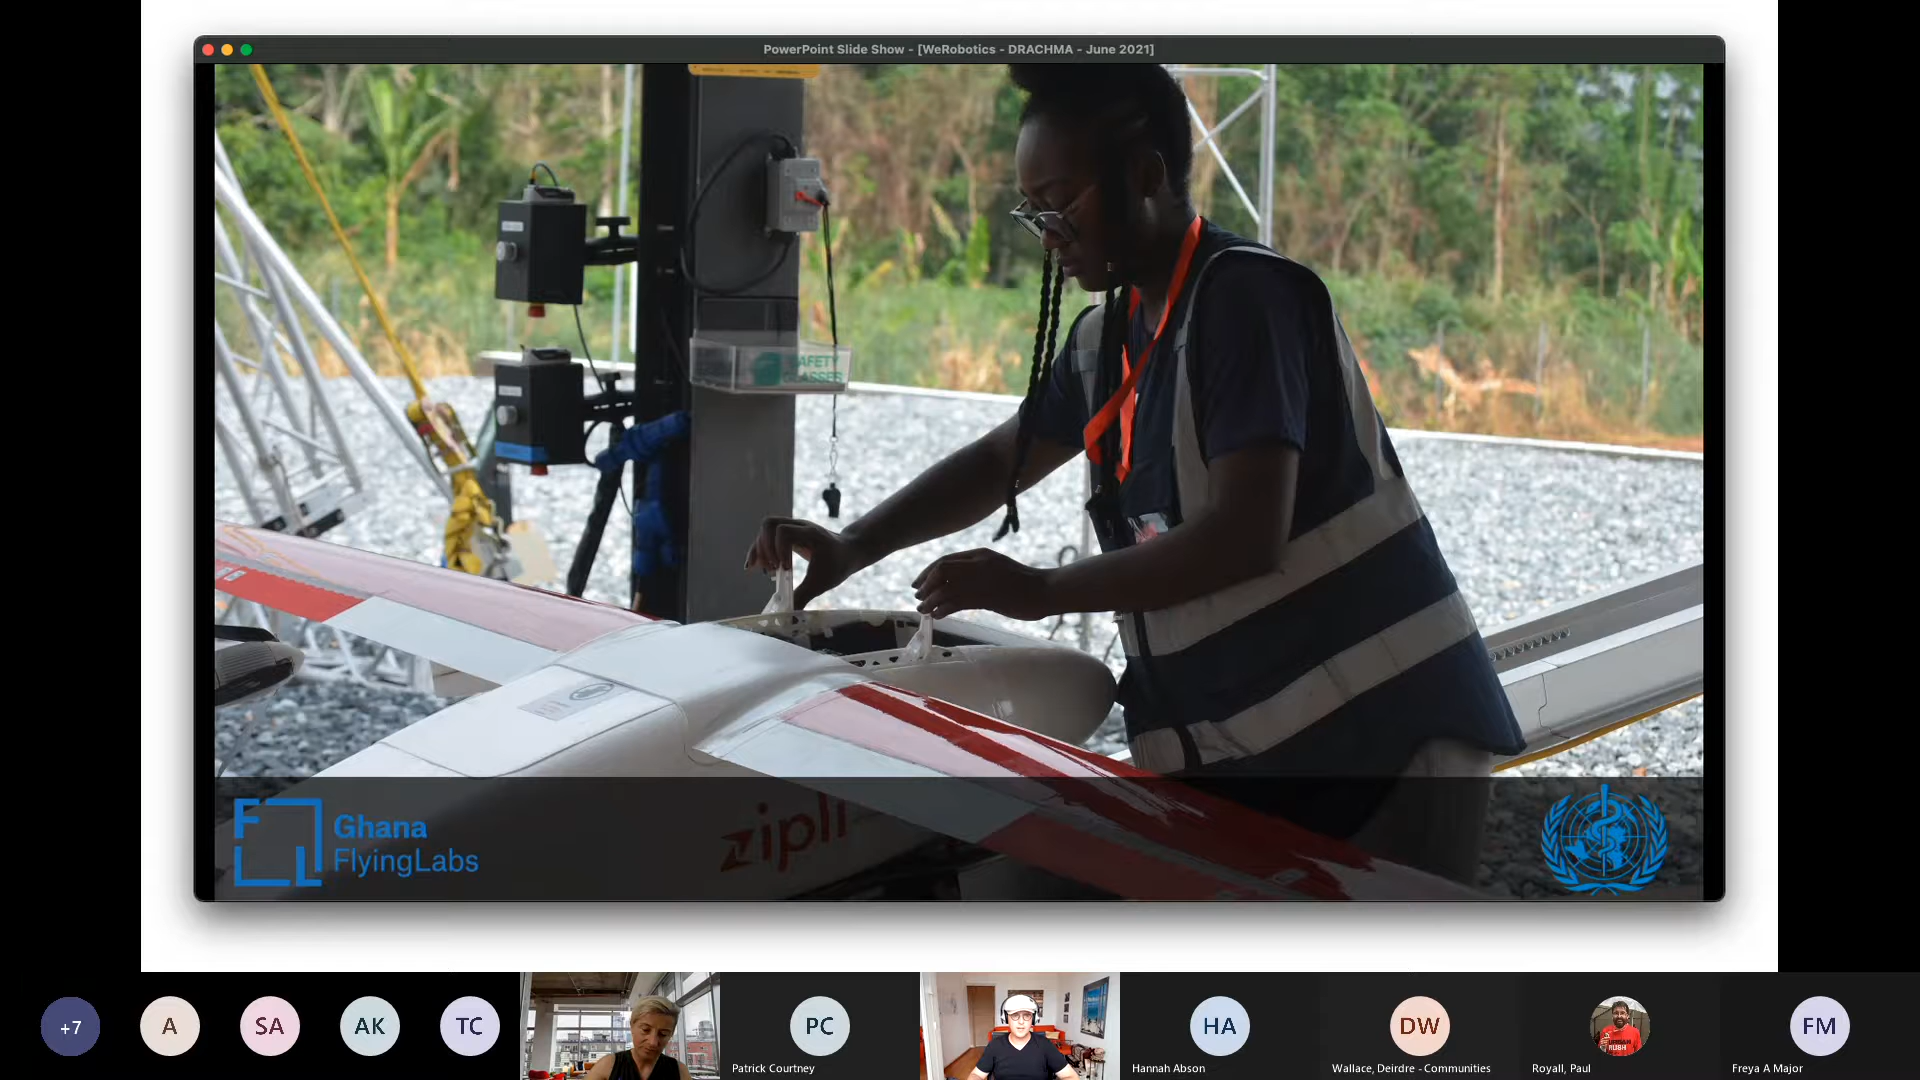 PowerPoint Slide Show - [WeRobotics - DRACHMA - June 2021]
SAFETY
GLASSES
zipli
F
L
Ghana
FlyingLabs
+7
A
SA
AK
TC
PC
Patrick Courtney
HA
Hannah Abson
DW
Wallace, Deirdre - Communities
Royall, Paul
FM
Freya A Major